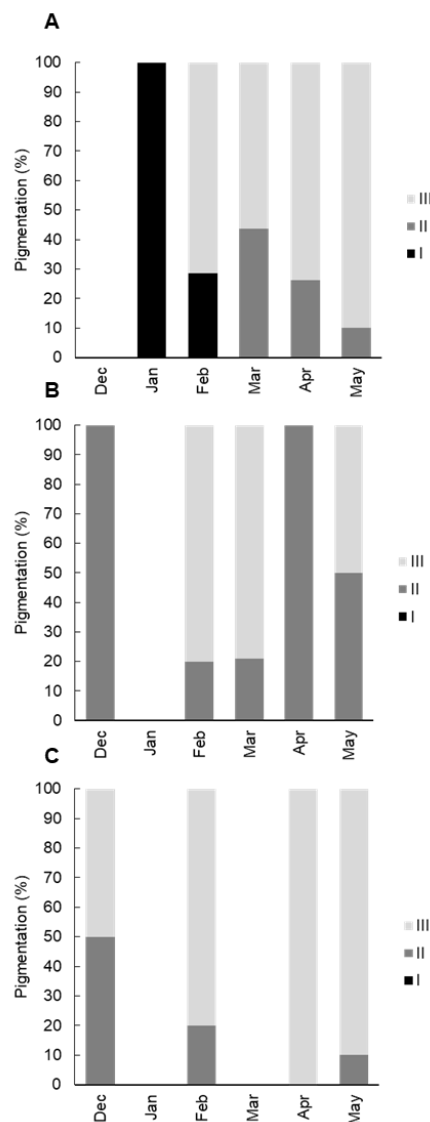 A
100
90
80
70
60
50
40
30
20
10
0
Pigmentation (%)
Dec
Jan
Feb
Mar
Apr
May
III
II
I
B
100
90
80
70
60
50
40
30
20
10
0
Pigmentation (%)
Dec
Jan
Feb
Mar
Apr
May
III
II
I
C
100
90
80
70
60
50
40
30
20
10
0
Pigmentation (%)
Dec
Jan
Feb
Mar
Apr
May
III
II
I